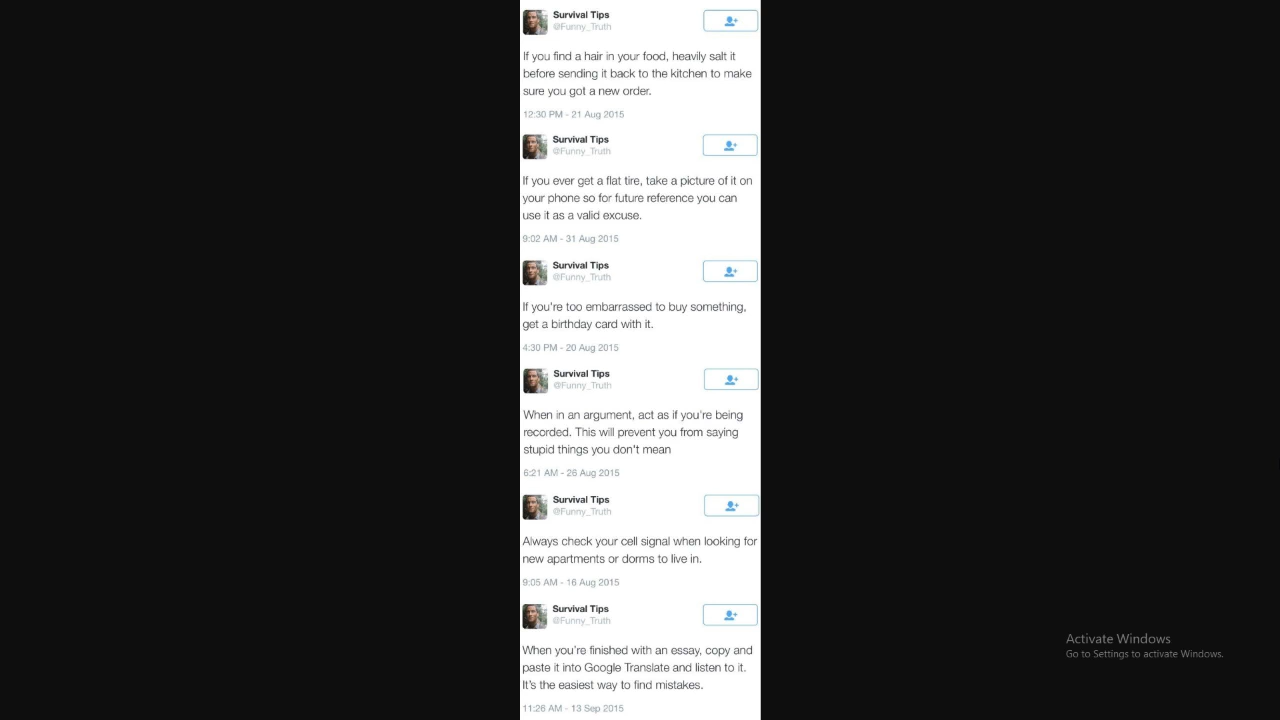 Survival Tips
@Funny_Truth
If you find a hair in your food, heavily salt it
before sending it back to the kitchen to make
sure you got a new order.
12:30 PM - 21 Aug 2015
Survival Tips
@Funny_Truth
If you ever get a flat tire, take a picture of it on
your phone so for future reference you can
use it as a valid excuse.
9:02 AM - 31 Aug 2015
Survival Tips
@Funny_Truth
If you're too embarrassed to buy something,
get a birthday card with it.
4:30 PM - 20 Aug 2015
Survival Tips
@Funny_Truth
When in an argument, act as if you're being
recorded. This will prevent you from saying
stupid things you don't mean
6:21 AM - 26 Aug 2015
Survival Tips
@Funny_Truth
Always check your cell signal when looking for
new apartments or dorms to live in.
9:05 AM - 16 Aug 2015
Survival Tips
@Funny_Truth
When you're finished with an essay, copy and
paste it into Google Translate and listen to it.
It's the easiest way to find mistakes.
11:26 AM - 13 Sep 2015
Activate Windows
Go to Settings to activate Windows.